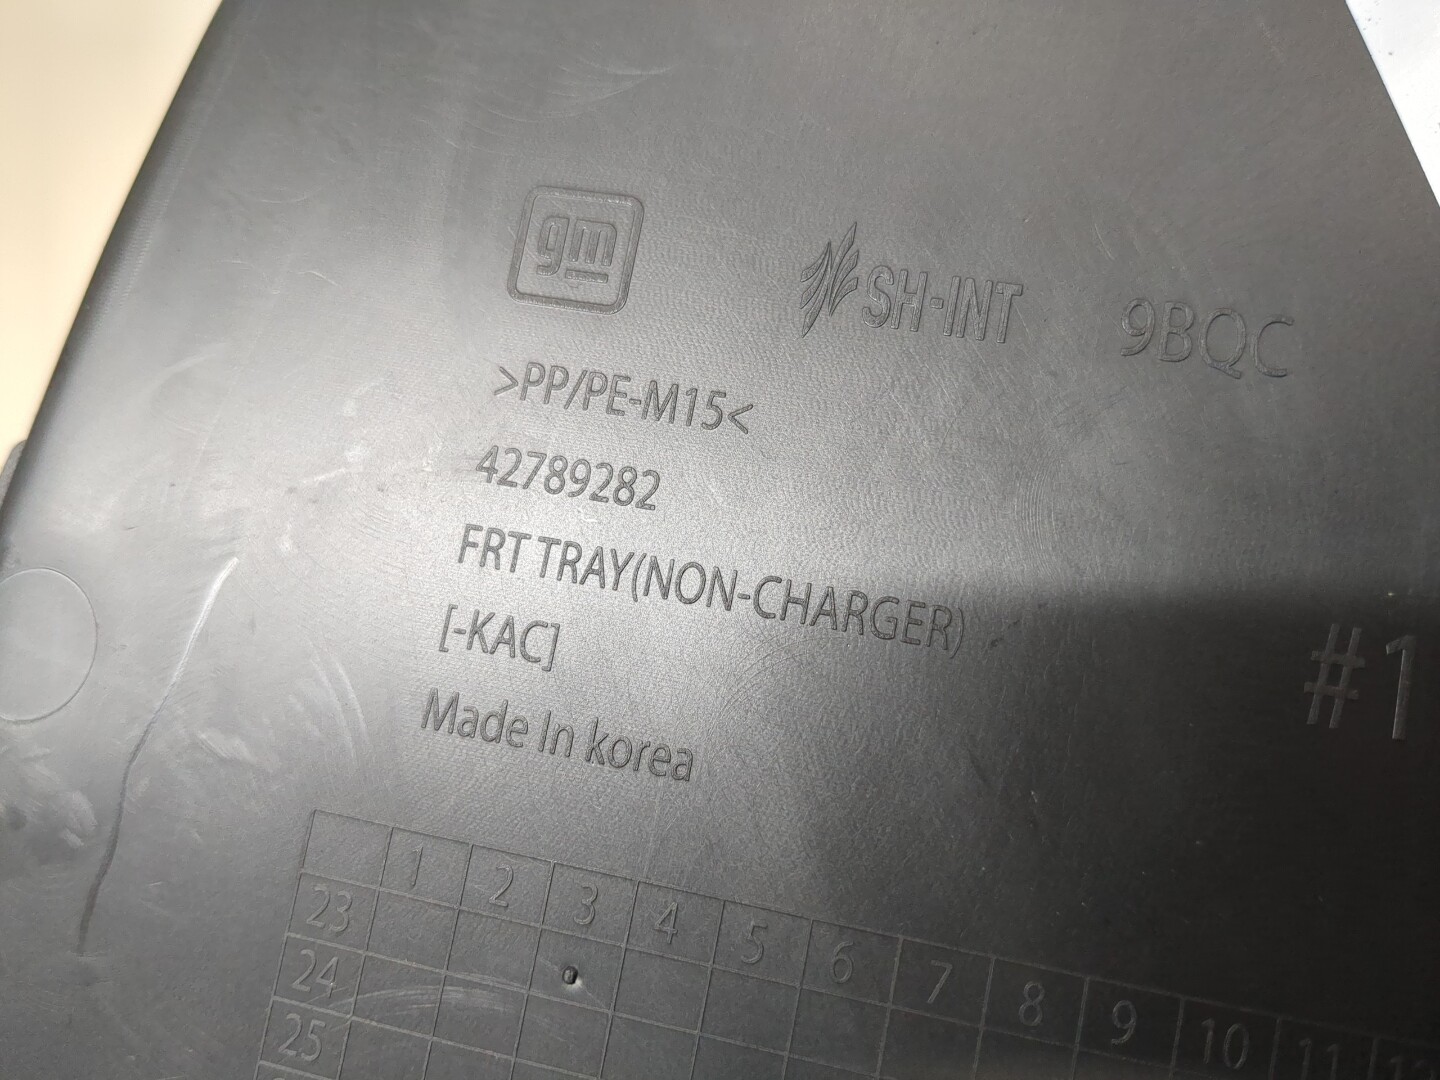 gm SH-INT 9BQC
>PP/PE-M15<
42789282
FRT TRAY(NON-CHARGER)
[-KAC]
Made In korea
#1
1 2 3 4 5 6 7 8 9 10 11 12
23
24
25